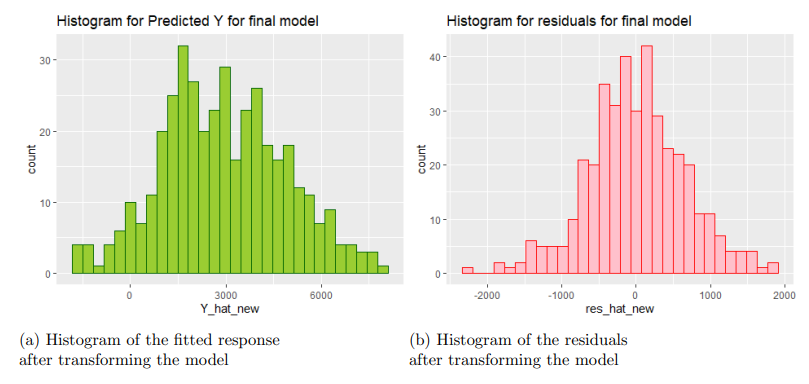 Histogram for Predicted Y for final model
30
20
10
0
count
0 3000 6000
Y_hat_new
(a) Histogram of the fitted response
after transforming the model
Histogram for residuals for final model
40
30
20
10
0
count
-2000 -1000 0 1000 2000
res_hat_new
(b) Histogram of the residuals
after transforming the model